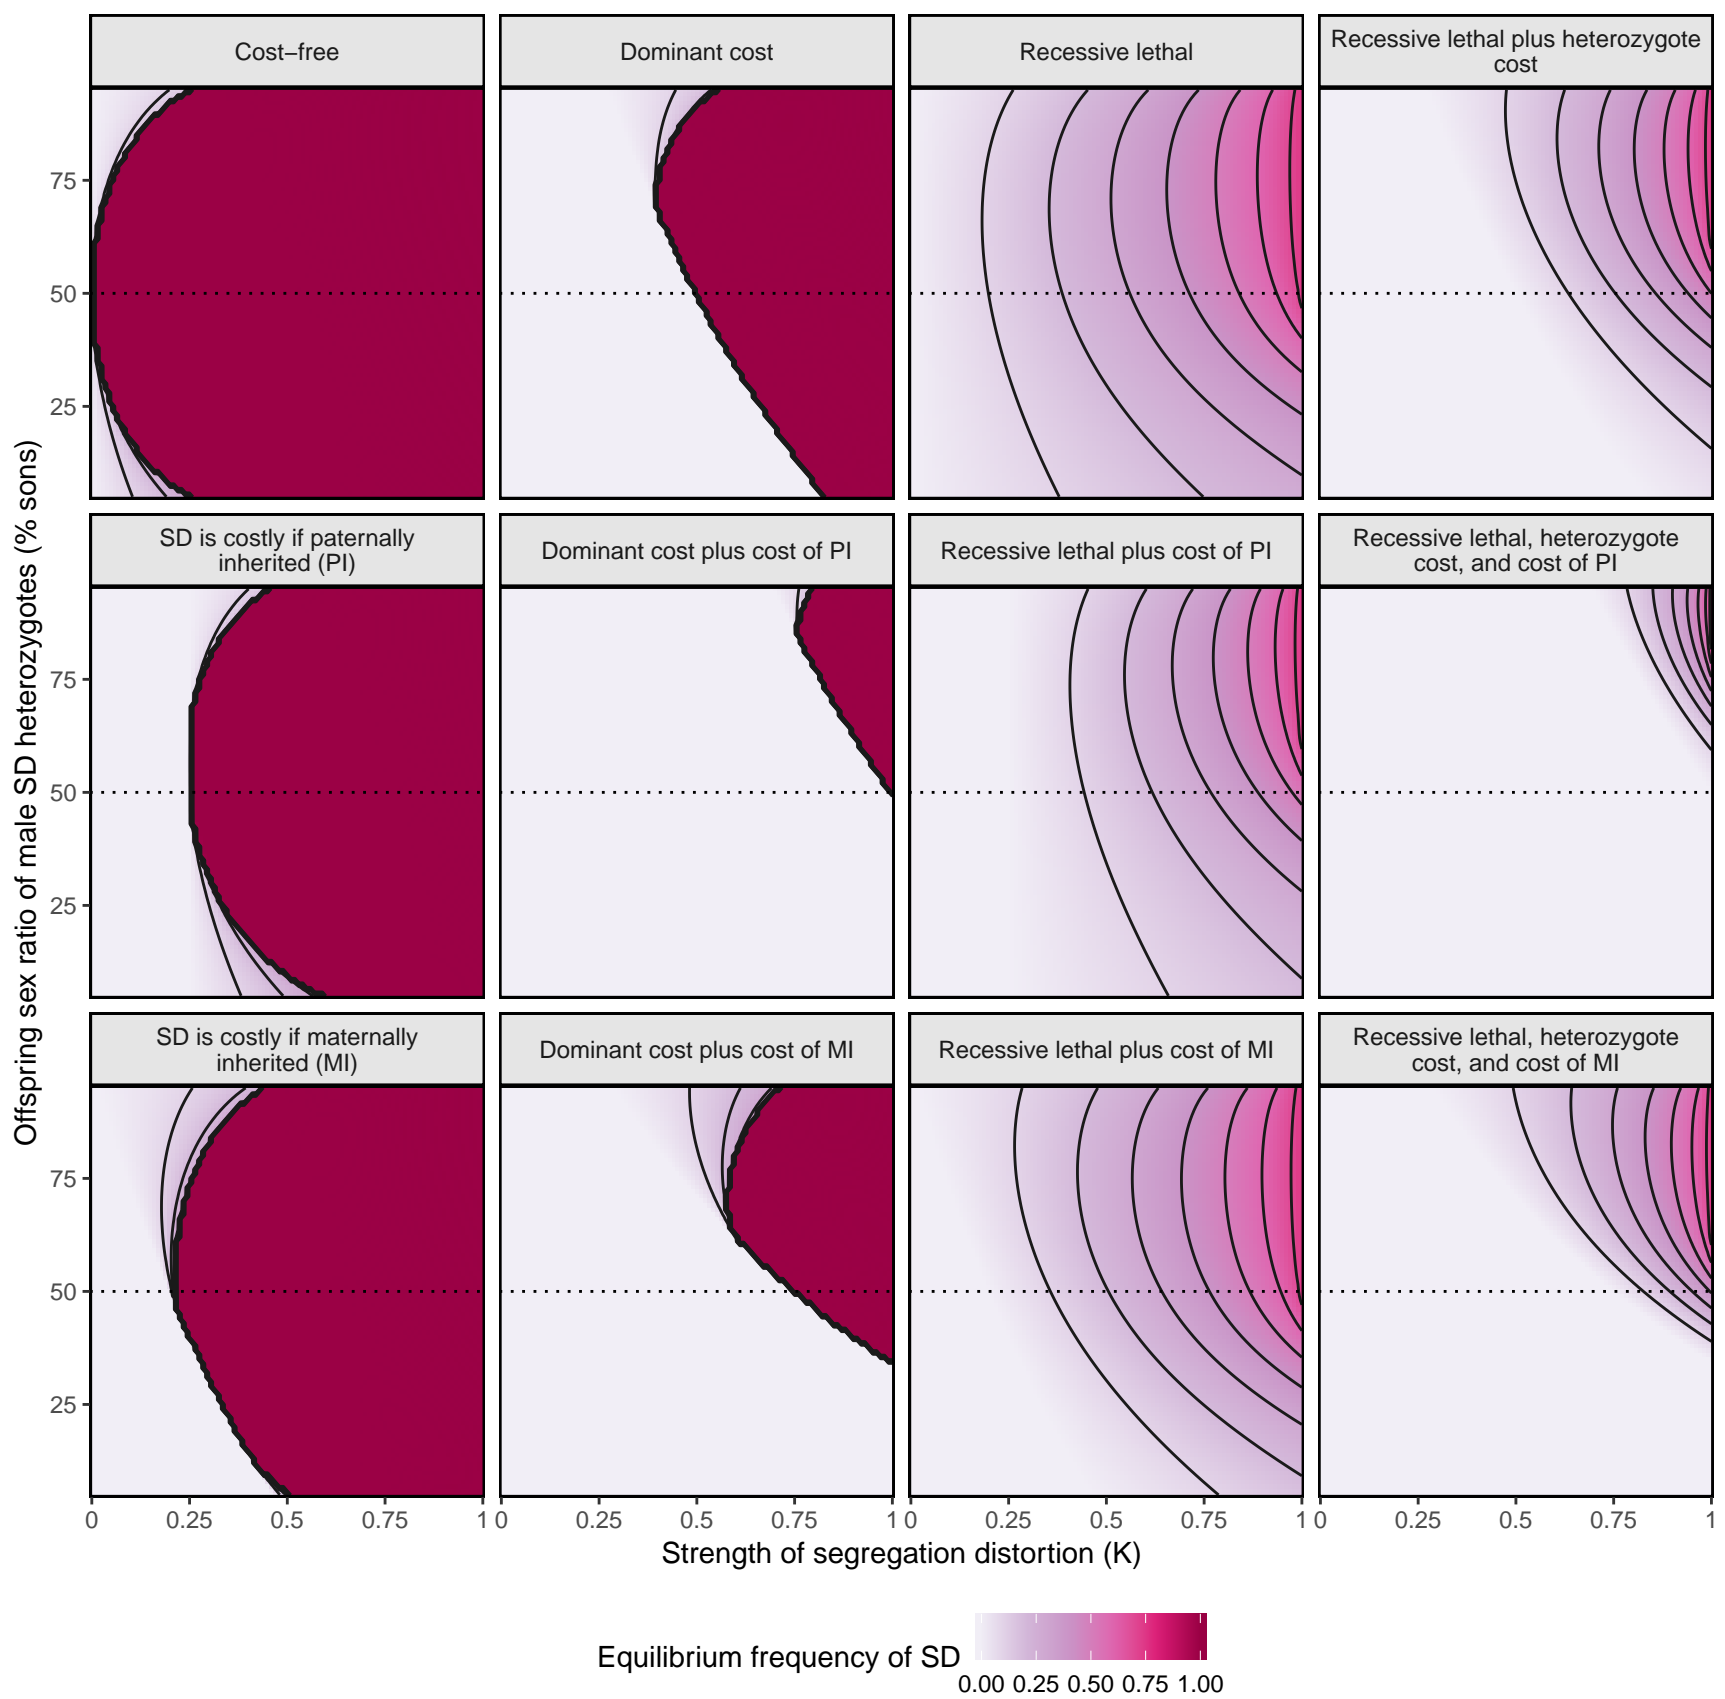 Cost−free
Dominant cost
Recessive lethal
Recessive lethal plus heterozygote
cost
75
50
25
SD is costly if paternally
inherited (PI)
Dominant cost plus cost of PI
Recessive lethal plus cost of PI
Recessive lethal, heterozygote
cost, and cost of PI
75
50
25
SD is costly if maternally
inherited (MI)
Dominant cost plus cost of MI
Recessive lethal plus cost of MI
Recessive lethal, heterozygote
cost, and cost of MI
75
50
25
Offspring sex ratio of male SD heterozygotes (% sons)
0 0.25 0.5 0.75 1 0 0.25 0.5 0.75 1 0 0.25 0.5 0.75 1 0 0.25 0.5 0.75 1
Strength of segregation distortion (K)
Equilibrium frequency of SD
0.00 0.25 0.50 0.75 1.00